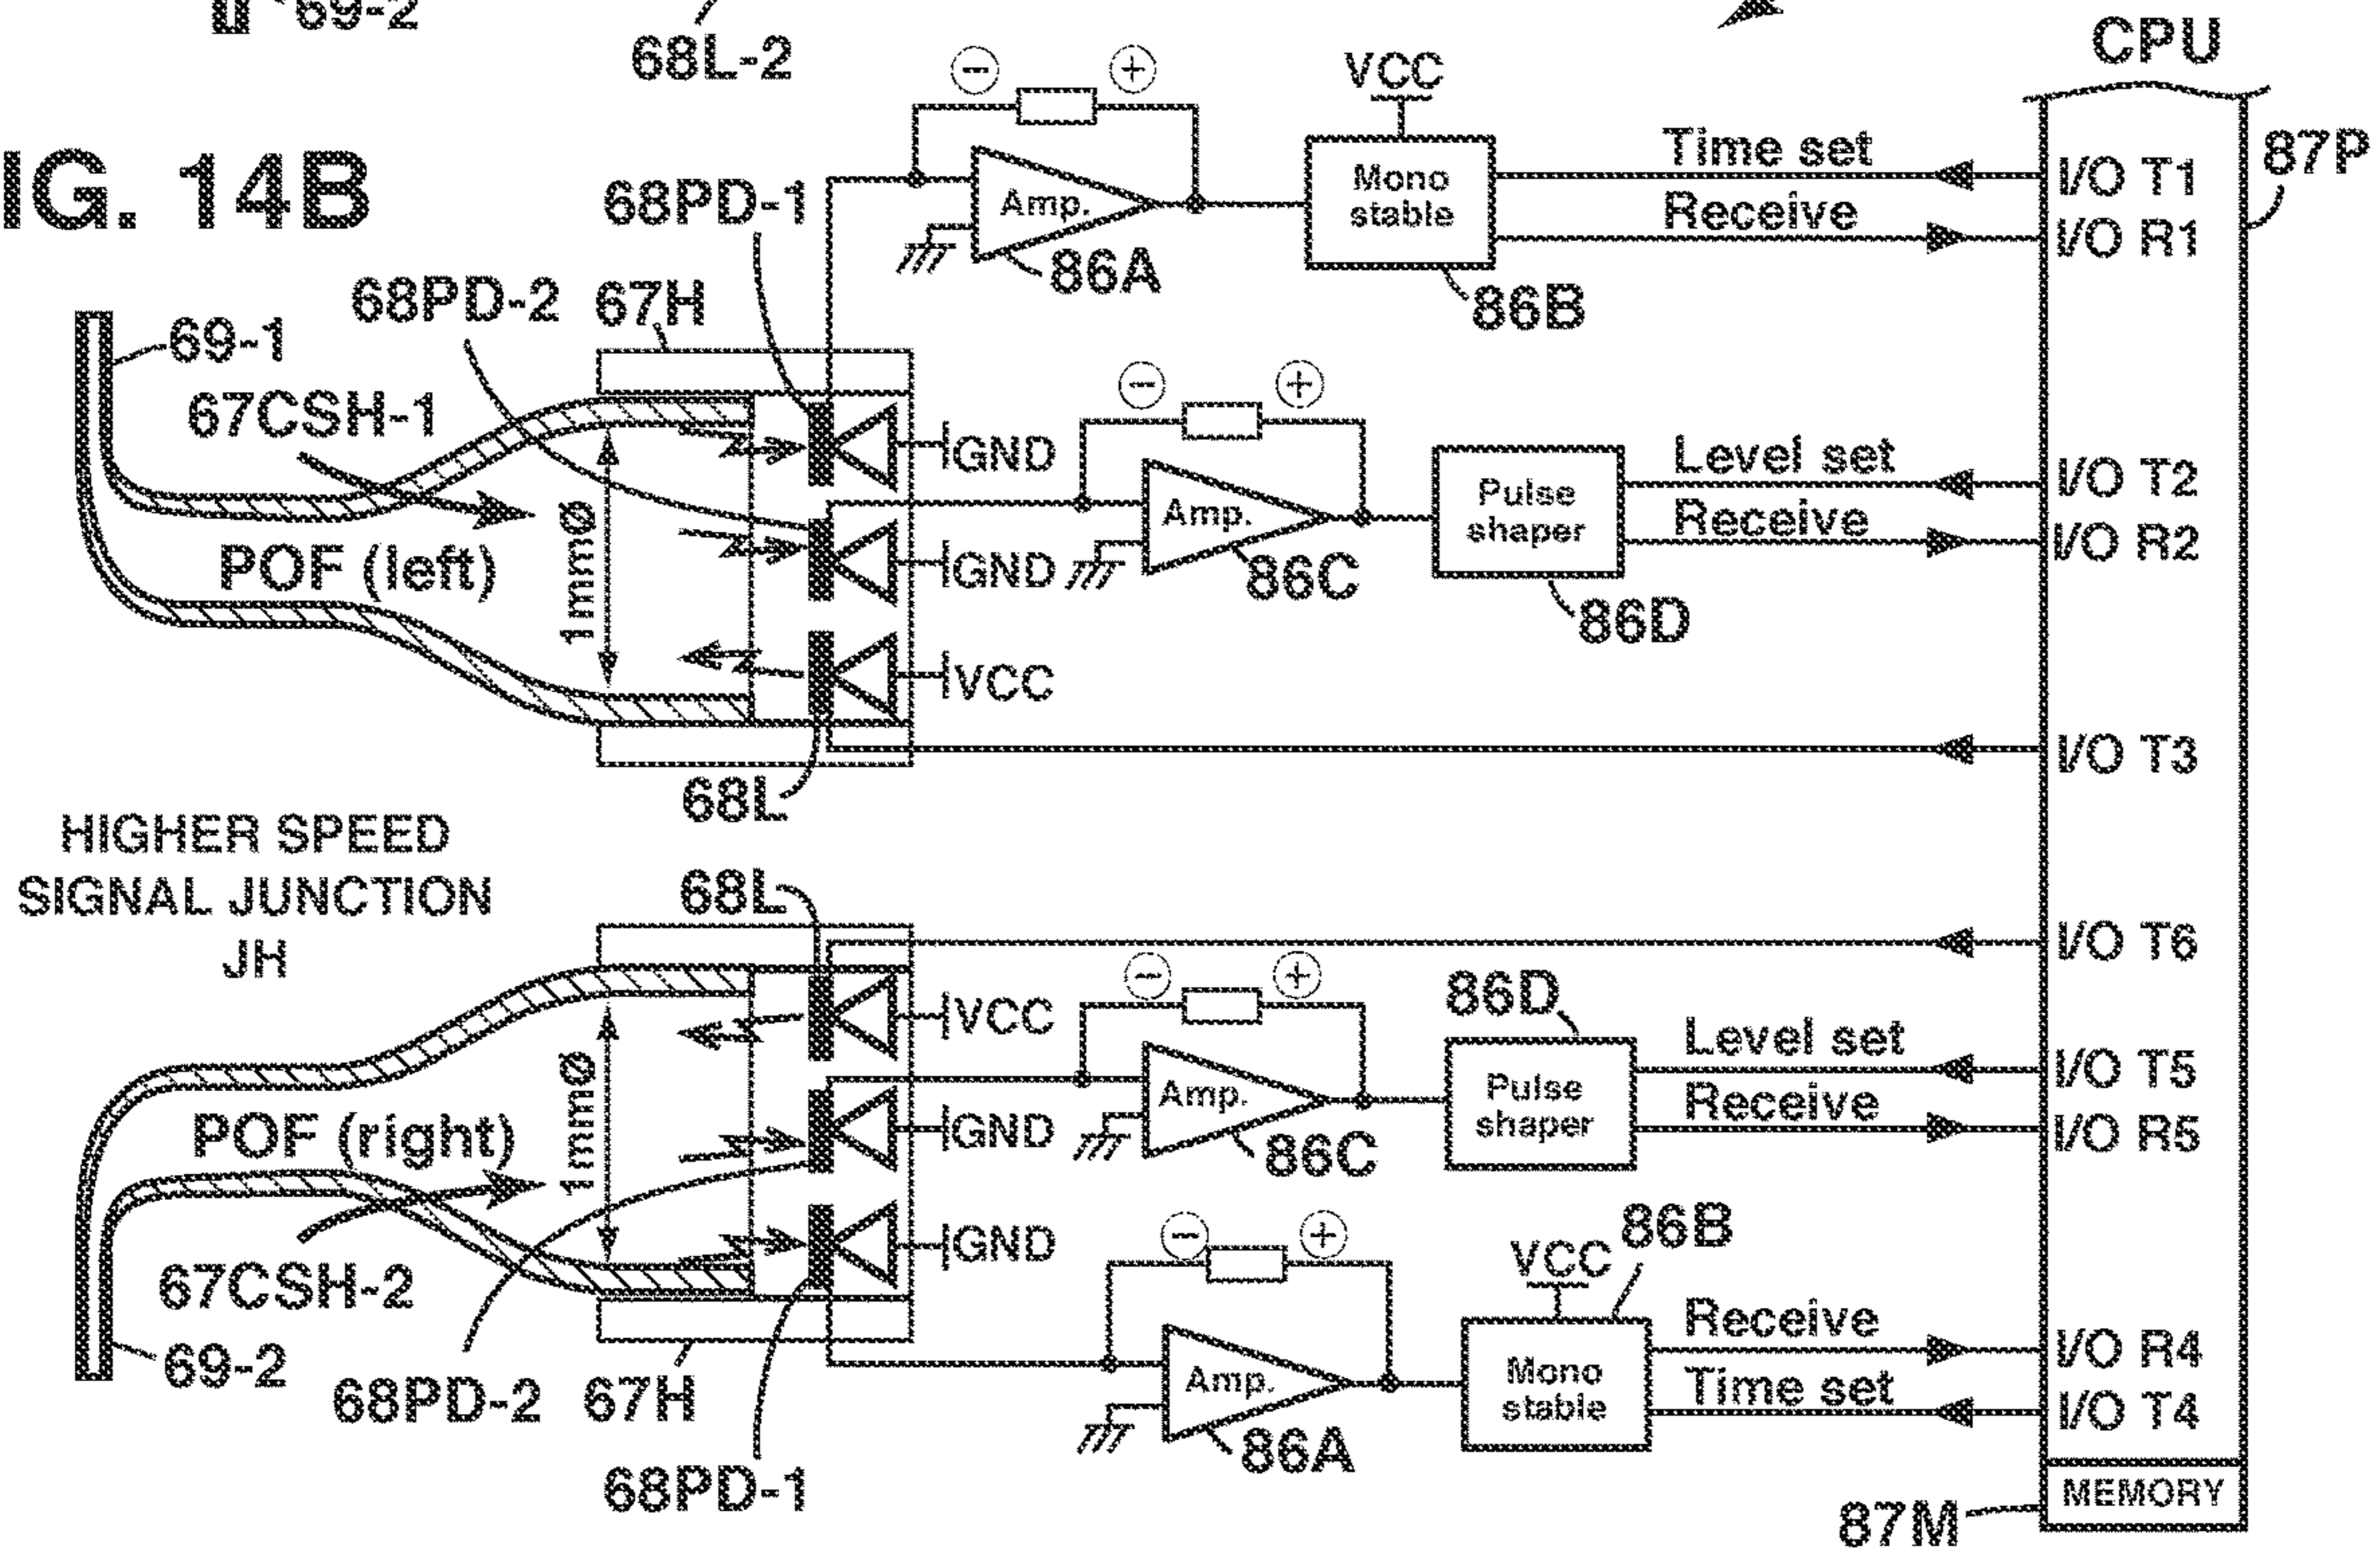 69-2
68L-2
CPU
VCC
IG. 14B
68PD-1
Amp.
86A
Mono
stable
86B
Time set
Receive
I/O T1
I/O R1
87P
68PD-2
67H
69-1
67CSH-1
POF (left)
1mmØ
GND
GND
VCC
Amp.
86C
Pulse
shaper
86D
Level set
Receive
I/O T2
I/O R2
68L
I/O T3
HIGHER SPEED
SIGNAL JUNCTION
JH
68L
I/O T6
POF (right)
1mmØ
VCC
GND
GND
Amp.
86C
86D
Pulse
shaper
Level set
Receive
I/O T5
I/O R5
67CSH-2
69-2
68PD-2
67H
68PD-1
Amp.
86A
VCC
86B
Mono
stable
Receive
Time set
I/O R4
I/O T4
MEMORY
87M